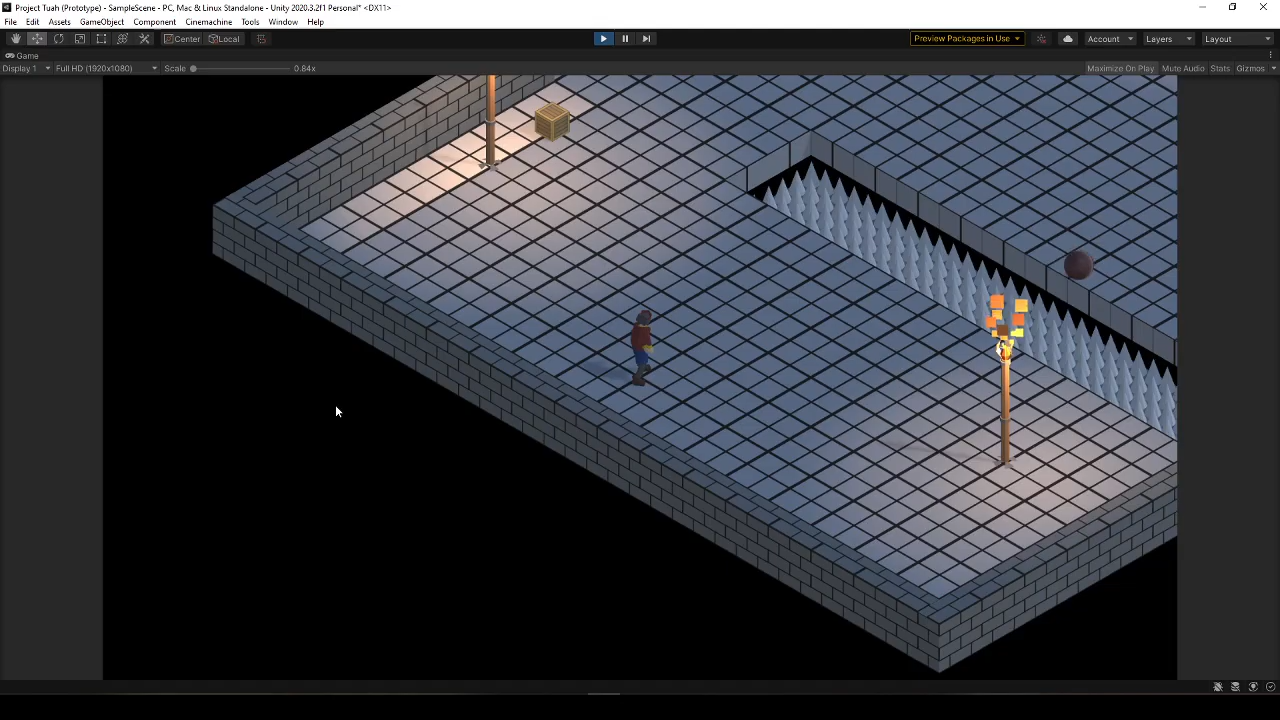 Project Tuah (Prototype) - SampleScene - PC, Mac & Linux Standalone - Unity 2020.3.2f1 Personal* <DX11>
File Edit Assets GameObject Component Cinemachine Tools Window Help
Center Local Preview Packages in Use Account Layers Layout
Game
Display 1 Full HD (1920x1080) Scale 0.84x Maximize On Play Mute Audio Stats Gizmos